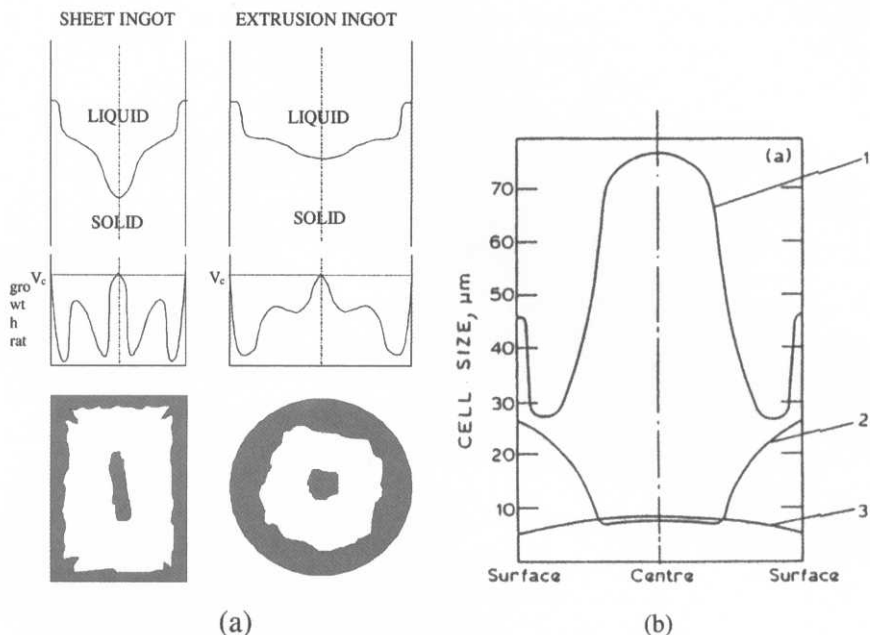 SHEET INGOT
EXTRUSION INGOT
LIQUID
LIQUID
SOLID
SOLID
Vc
gro
wt
h
rat
Vc
(a)
(a)
1
70
60
50
40
30
20
10
CELL SIZE, µm
2
3
Surface
Centre
Surface
(b)